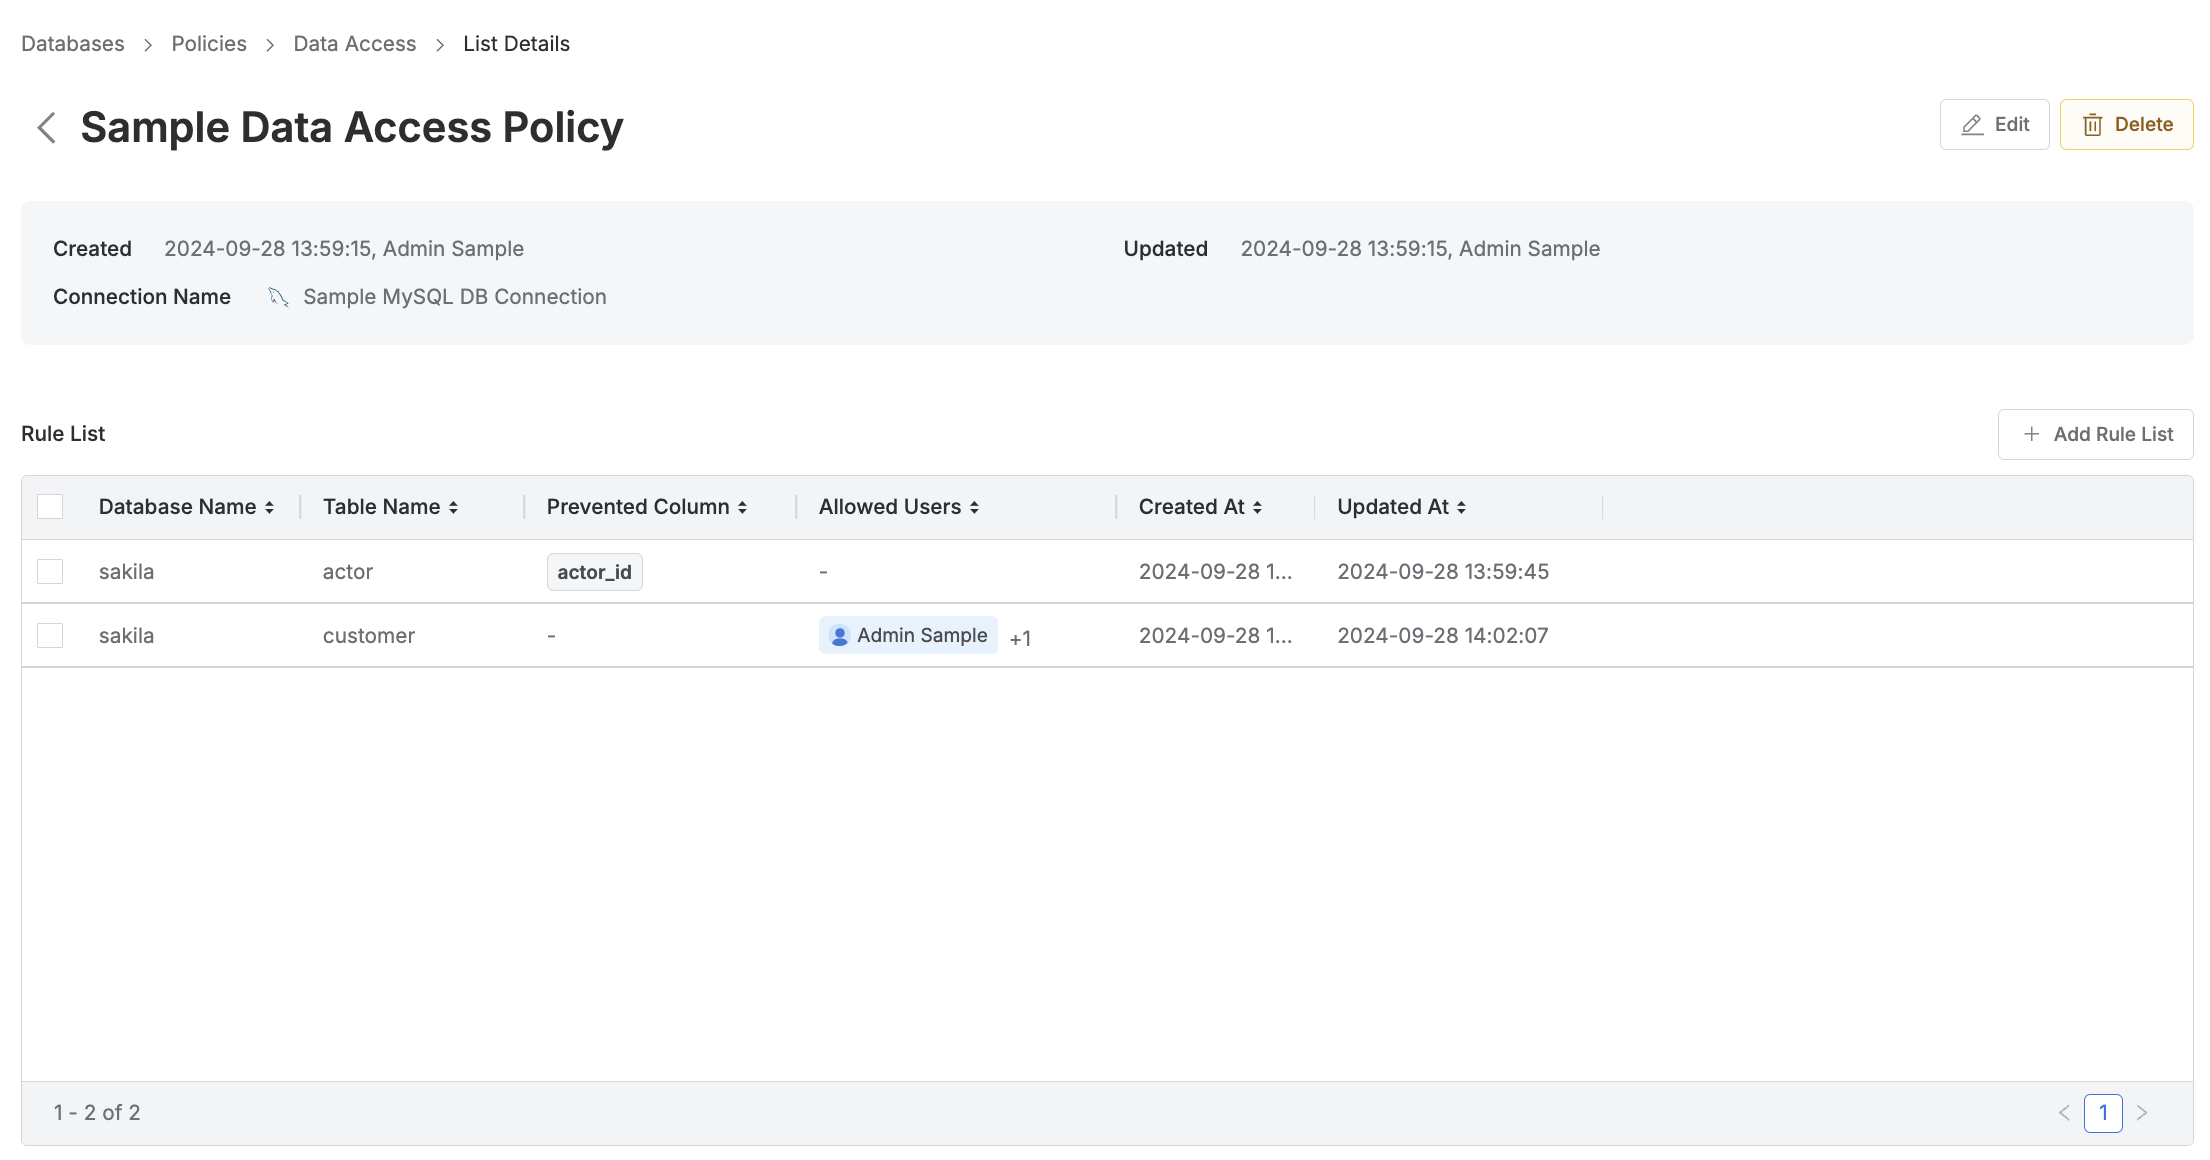 Databases > Policies > Data Access > List Details
Sample Data Access Policy
Edit
Delete
Created 2024-09-28 13:59:15, Admin Sample
Updated 2024-09-28 13:59:15, Admin Sample
Connection Name Sample MySQL DB Connection
Rule List
+ Add Rule List
Database Name Table Name Prevented Column Allowed Users Created At Updated At
sakila actor actor_id - 2024-09-28 1... 2024-09-28 13:59:45
sakila customer - Admin Sample +1 2024-09-28 1... 2024-09-28 14:02:07
1 - 2 of 2
< 1 >